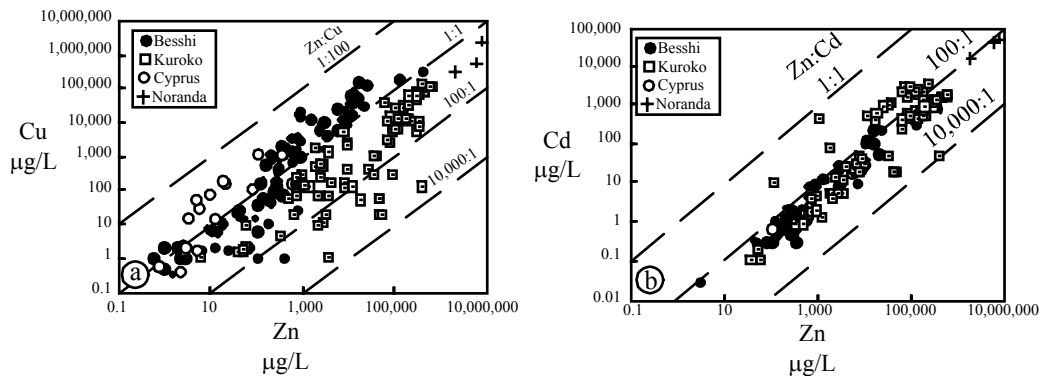 10,000,000
1,000,000
100,000
10,000
1,000
100
10
1
0.1
Cu
µg/L
Besshi
Kuroko
Cyprus
Noranda
Zn:Cu
1:100
1:1
100:1
10,000:1
a
0.1
10
1,000
100,000
10,000,000
Zn
µg/L
100,000
10,000
1,000
100
10
1
0.1
0.01
Cd
µg/L
Besshi
Kuroko
Cyprus
Noranda
Zn:Cd
1:1
100:1
10,000:1
b
0.1
10
1,000
100,000
10,000,000
Zn
µg/L